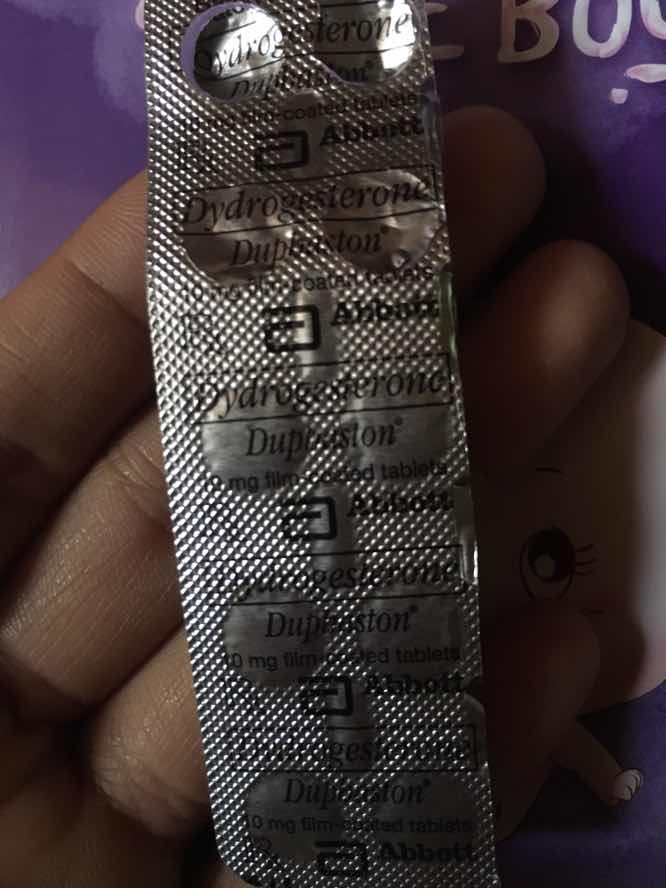 BO
Dydrogesterone
Duphaston®
film-coated tablets
Abbott
Dydrogesterone
Duphaston®
10 mg film-coated tablets
Rx
Abbott
Dydrogesterone
Duphaston®
10 mg film-coated tablets
Abbott
Dydrogesterone
Duphaston®
10 mg film-coated tablets
Abbott
Dydrogesterone
Duphaston®
10 mg film-coated tablets
Abbott